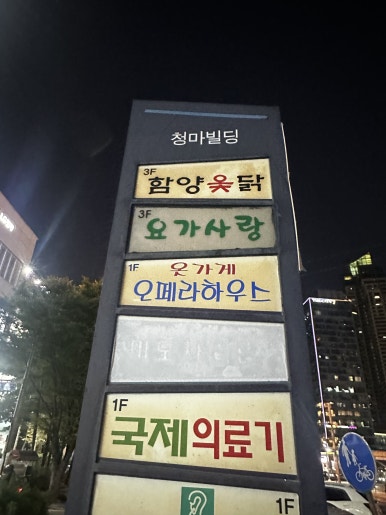 청마빌딩
3F
함양옻닭
3F
요가사랑
1F 옷가게
오페라하우스
1F
국제의료기
1F